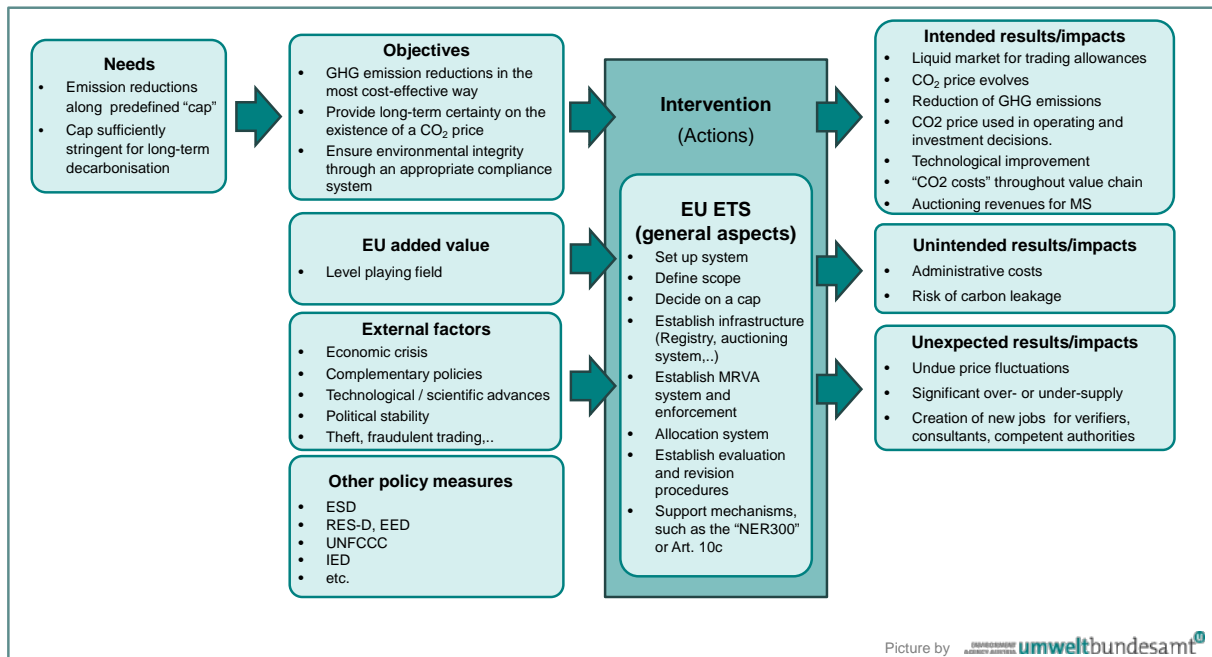 Needs
• Emission reductions
along predefined “cap”
• Cap sufficiently
stringent for long-term
decarbonisation
Objectives
• GHG emission reductions in the
most cost-effective way
• Provide long-term certainty on the
existence of a CO₂ price
• Ensure environmental integrity
through an appropriate compliance
system
EU added value
• Level playing field
External factors
• Economic crisis
• Complementary policies
• Technological / scientific advances
• Political stability
• Theft, fraudulent trading,..
Other policy measures
• ESD
• RES-D, EED
• UNFCCC
• IED
• etc.
Intervention
(Actions)
EU ETS
(general aspects)
• Set up system
• Define scope
• Decide on a cap
• Establish infrastructure
(Registry, auctioning
system,..)
• Establish MRVA
system and
enforcement
• Allocation system
• Establish evaluation
and revision
procedures
• Support mechanisms,
such as the “NER300”
or Art. 10c
Intended results/impacts
• Liquid market for trading allowances
• CO₂ price evolves
• Reduction of GHG emissions
• CO2 price used in operating and
investment decisions.
• Technological improvement
• “CO2 costs” throughout value chain
• Auctioning revenues for MS
Unintended results/impacts
• Administrative costs
• Risk of carbon leakage
Unexpected results/impacts
• Undue price fluctuations
• Significant over- or under-supply
• Creation of new jobs for verifiers,
consultants, competent authorities
Picture by
ENVIRONMENT
AGENCY AUSTRIA
umweltbundesamt
u